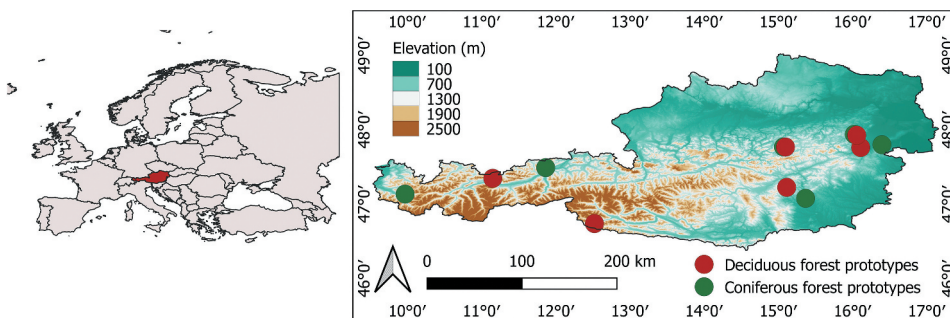 10°0′ 11°0′ 12°0′ 13°0′ 14°0′ 15°0′ 16°0′ 17°0′
49°0′
48°0′
47°0′
46°0′
Elevation (m)
100
700
1300
1900
2500
49°0′
48°0′
47°0′
46°0′
0 100 200 km
Deciduous forest prototypes
Coniferous forest prototypes
10°0′ 11°0′ 12°0′ 13°0′ 14°0′ 15°0′ 16°0′ 17°0′